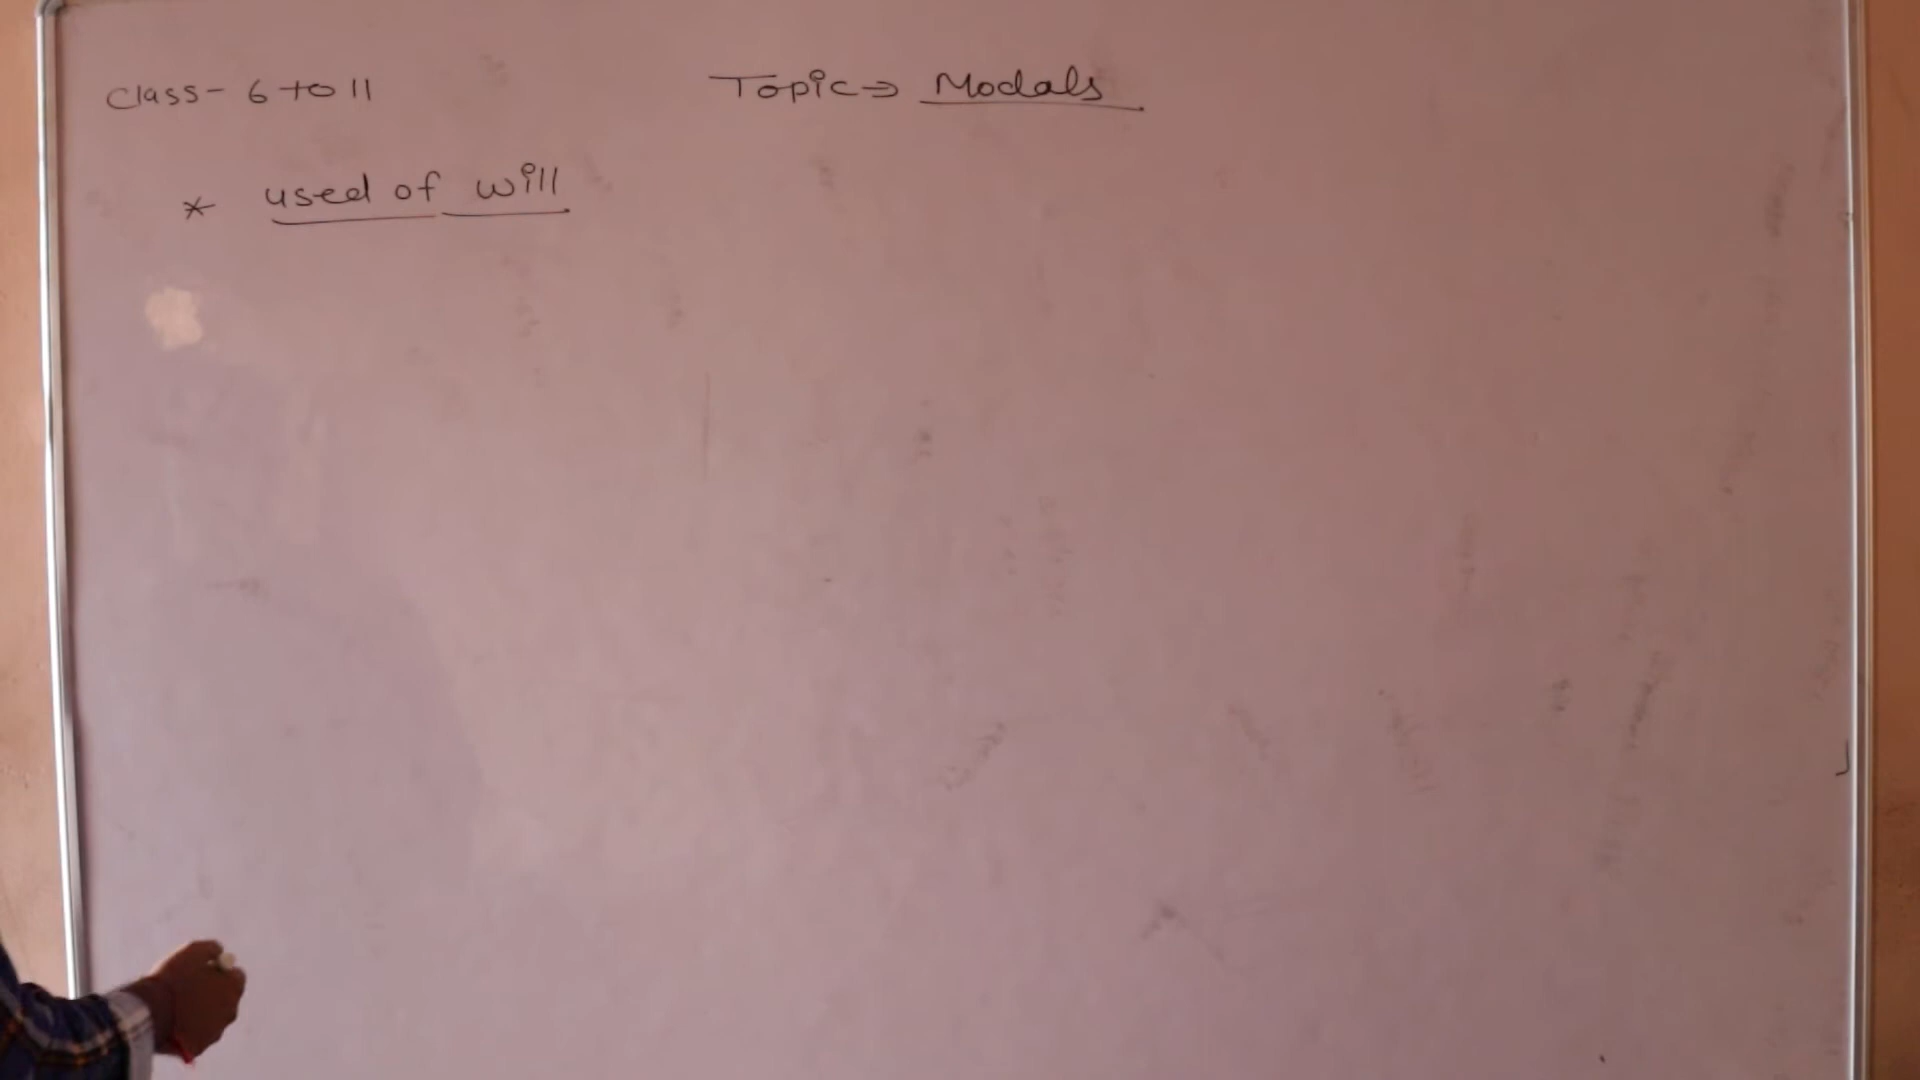 Class - 6 to 11
Topic → Modals
* used of will